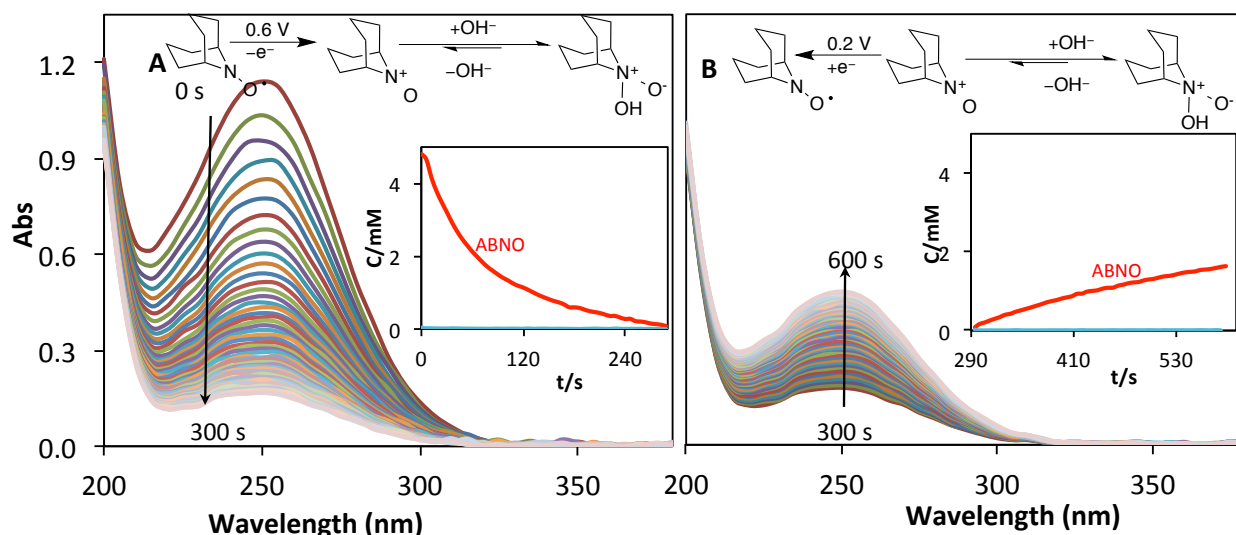 A
0.6 V
–e⁻
+OH⁻
–OH⁻
N
O •
N⁺
O
N⁺
O⁻
OH
0 s
300 s
Abs
1.2
0.9
0.6
0.3
0.0
200 250 300 350
Wavelength (nm)
C/mM
4
2
0
ABNO
0 120 240
t/s
B
0.2 V
+e⁻
+OH⁻
–OH⁻
N
O •
N⁺
O
N⁺
O⁻
OH
600 s
300 s
200 250 300 350
Wavelength (nm)
C/mM
4
2
0
ABNO
290 410 530
t/s